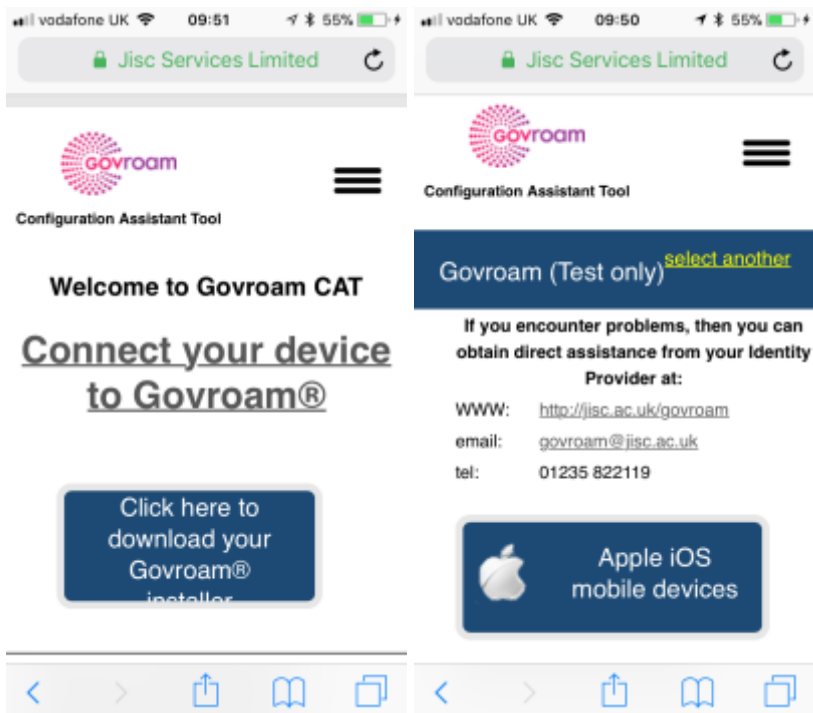 vodafone UK 09:51 55%
Jisc Services Limited
govroam
Configuration Assistant Tool
Welcome to Govroam CAT
Connect your device
to Govroam®
Click here to
download your
Govroam®
installer
vodafone UK 09:50 55%
Jisc Services Limited
govroam
Configuration Assistant Tool
Govroam (Test only) select another
If you encounter problems, then you can
obtain direct assistance from your Identity
Provider at:
WWW: http://jisc.ac.uk/govroam
email: govroam@jisc.ac.uk
tel: 01235 822119
Apple iOS
mobile devices